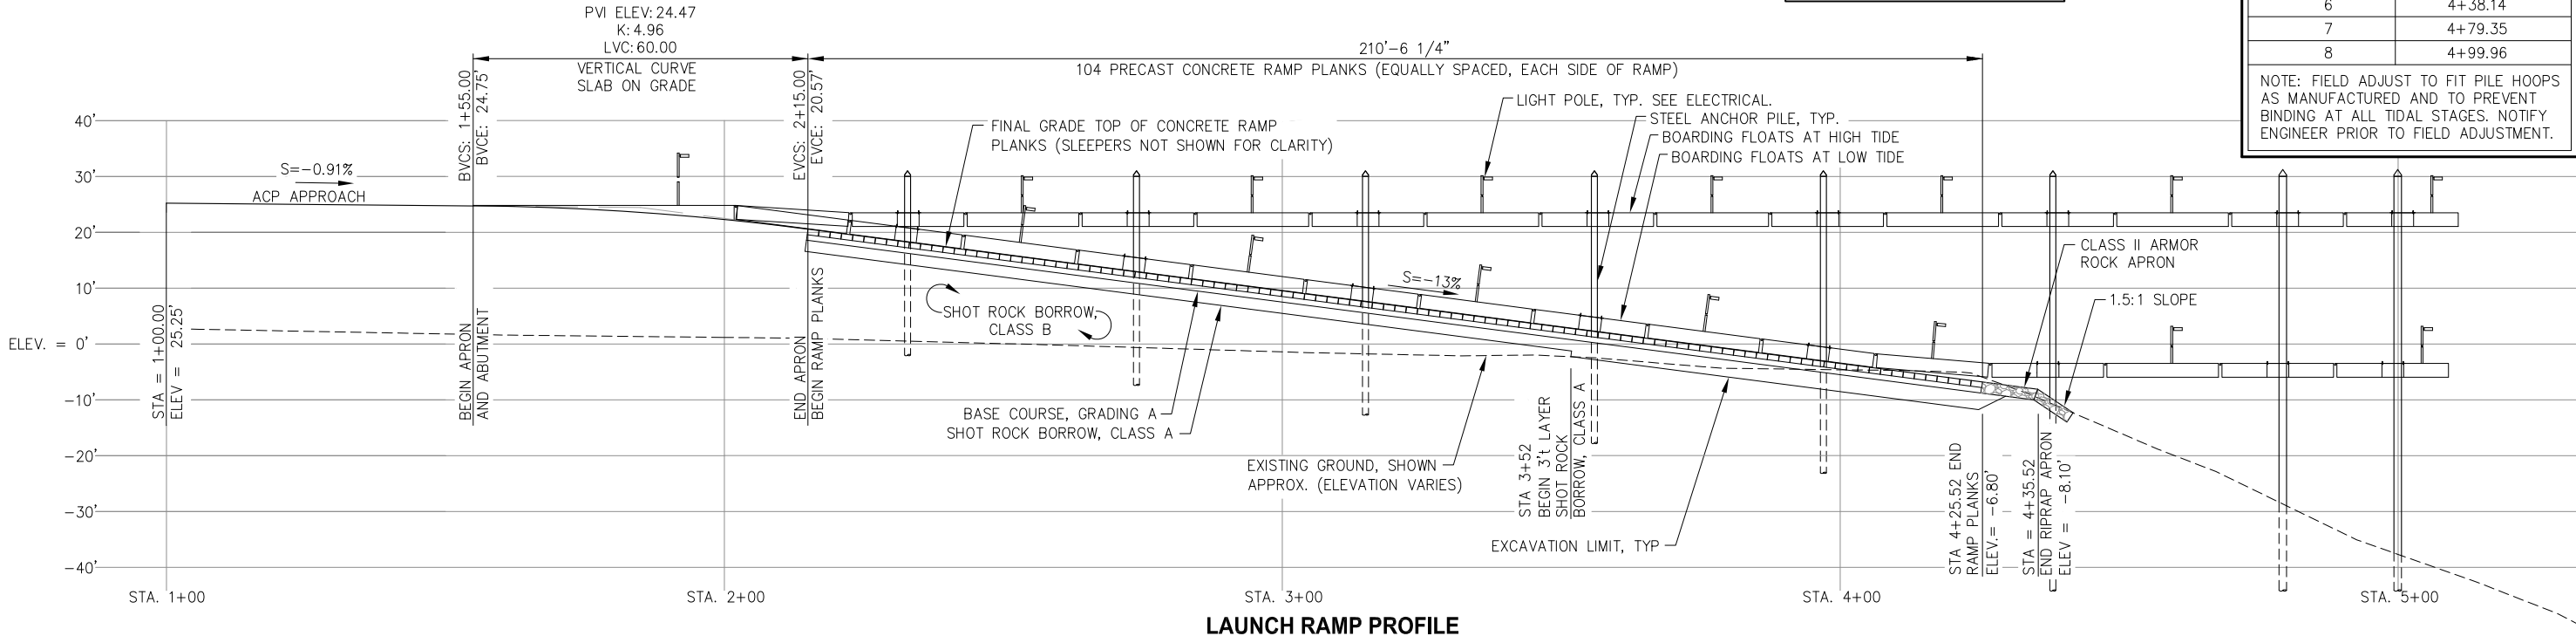 PVI ELEV: 24.47
K: 4.96
LVC: 60.00
VERTICAL CURVE
SLAB ON GRADE
BVCS: 1+55.00
BVCE: 24.75'
EVCS: 2+15.00
EVCE: 20.57'
210'-6 1/4"
104 PRECAST CONCRETE RAMP PLANKS (EQUALLY SPACED, EACH SIDE OF RAMP)
6 4+38.14
7 4+79.35
8 4+99.96
NOTE: FIELD ADJUST TO FIT PILE HOOPS
AS MANUFACTURED AND TO PREVENT
BINDING AT ALL TIDAL STAGES. NOTIFY
ENGINEER PRIOR TO FIELD ADJUSTMENT.
40'
30'
20'
10'
ELEV. = 0'
-10'
-20'
-30'
-40'
S=-0.91%
ACP APPROACH
FINAL GRADE TOP OF CONCRETE RAMP
PLANKS (SLEEPERS NOT SHOWN FOR CLARITY)
LIGHT POLE, TYP. SEE ELECTRICAL.
STEEL ANCHOR PILE, TYP.
BOARDING FLOATS AT HIGH TIDE
BOARDING FLOATS AT LOW TIDE
S=-13%
CLASS II ARMOR
ROCK APRON
1.5:1 SLOPE
SHOT ROCK BORROW,
CLASS B
STA = 1+00.00
ELEV = 25.25'
BEGIN APRON
AND ABUTMENT
END APRON
BEGIN RAMP PLANKS
BASE COURSE, GRADING A
SHOT ROCK BORROW, CLASS A
EXISTING GROUND, SHOWN
APPROX. (ELEVATION VARIES)
STA 3+52
BEGIN 3't LAYER
SHOT ROCK
BORROW, CLASS A
EXCAVATION LIMIT, TYP
STA 4+25.52 END
RAMP PLANKS
ELEV.= -6.80'
STA = 4+35.52
END RIPRAP APRON
ELEV = -8.10'
STA. 1+00
STA. 2+00
STA. 3+00
STA. 4+00
STA. 5+00
LAUNCH RAMP PROFILE